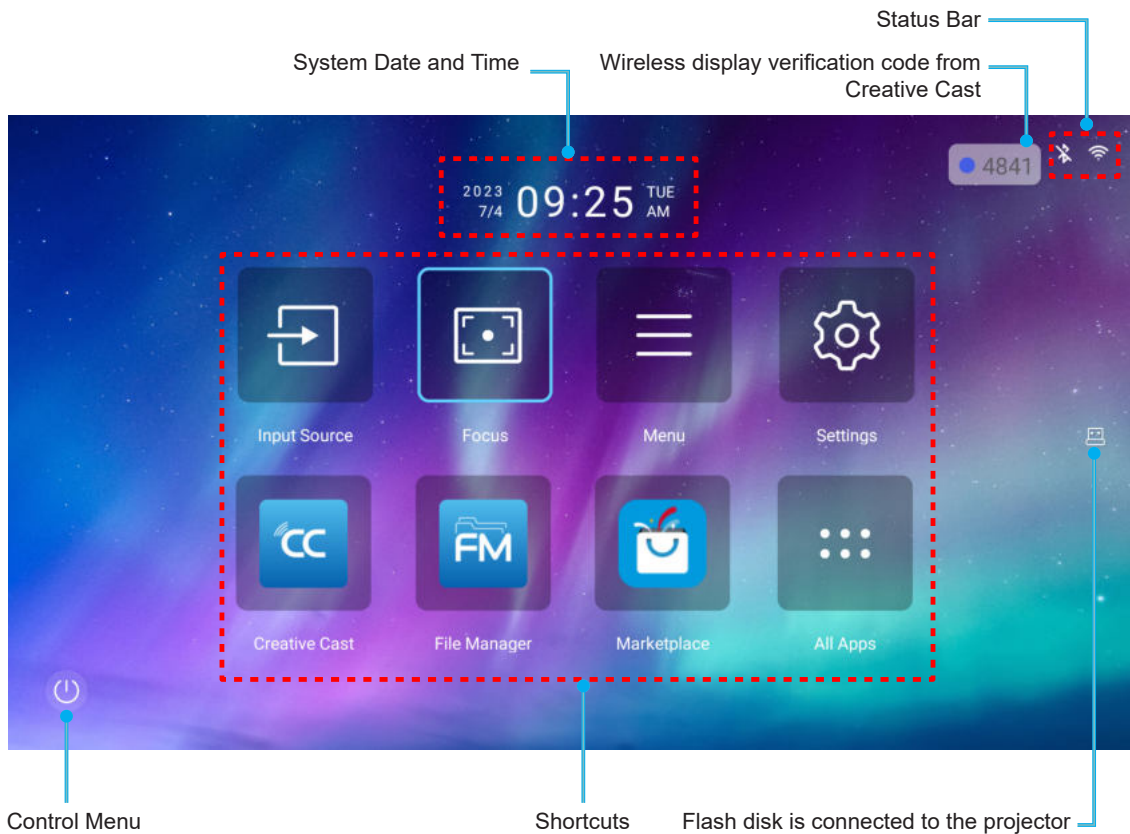 Status Bar
System Date and Time
Wireless display verification code from
Creative Cast
4841
2023
7/4
09:25
TUE
AM
Input Source
Focus
Menu
Settings
CC
FM
Creative Cast
File Manager
Marketplace
All Apps
Control Menu
Shortcuts
Flash disk is connected to the projector